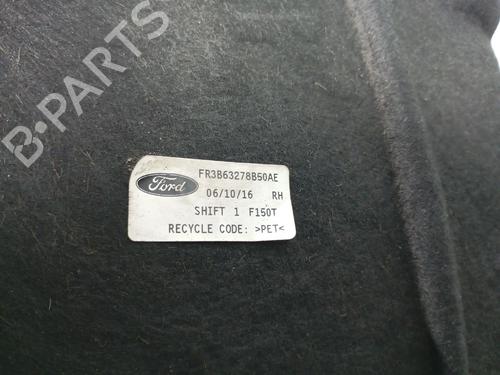 B-PARTS
Ford
FR3B63278B50AE
06/10/16 RH
SHIFT 1 F150T
RECYCLE CODE: >PET<